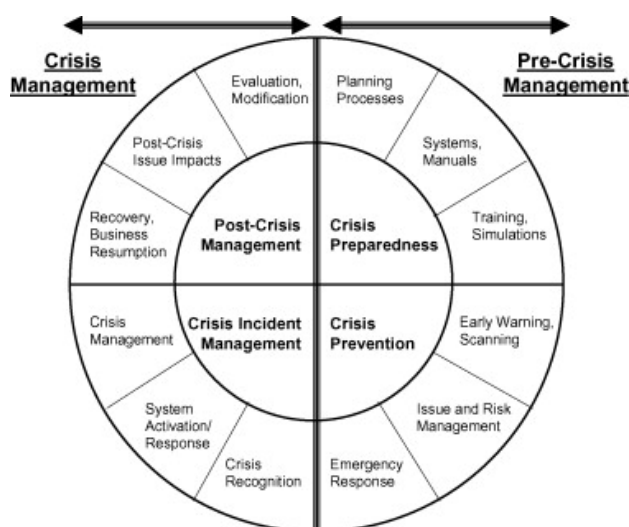 Crisis
Management
Pre-Crisis
Management
Evaluation,
Modification
Planning
Processes
Post-Crisis
Issue Impacts
Systems,
Manuals
Recovery,
Business
Resumption
Post-Crisis
Management
Crisis
Preparedness
Training,
Simulations
Crisis
Management
Crisis Incident
Management
Crisis
Prevention
Early Warning,
Scanning
System
Activation/
Response
Issue and Risk
Management
Crisis
Recognition
Emergency
Response